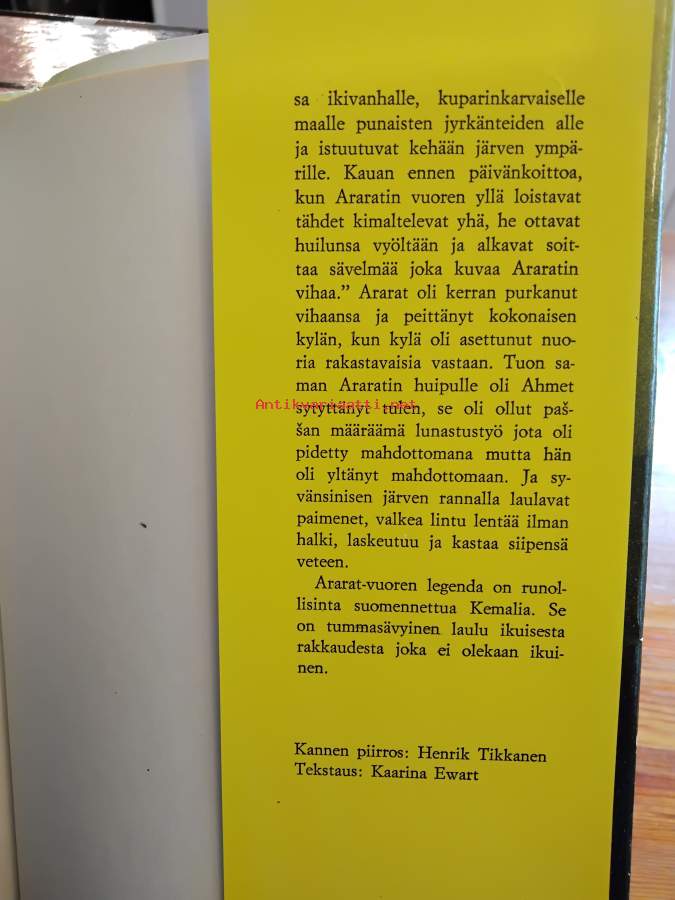 sa ikivanhalle, kuparinkarvaiselle
maalle punaisten jyrkänteiden alle
ja istuutuvat kehään järven ympä-
rille. Kauan ennen päivänkoittoa,
kun Araratin vuoren yllä loistavat
tähdet kimaltelevat yhä, he ottavat
huilunsa vyöltään ja alkavat soit-
taa sävelmää joka kuvaa Araratin
vihaa.” Ararat oli kerran purkanut
vihaansa ja peittänyt kokonaisen
kylän, kun kylä oli asettunut nuo-
ria rakastavaisia vastaan. Tuon sa-
man Araratin huipulle oli Ahmet
Antikvariaatti.net
sytyttänyt tulen, se oli ollut paš-
šan määräämä lunastustyö jota oli
pidetty mahdottomana mutta hän
oli yltänyt mahdottomaan. Ja sy-
vänsinisen järven rannalla laulavat
paimenet, valkea lintu lentää ilman
halki, laskeutuu ja kastaa siipensä
veteen.
Ararat-vuoren legenda on runol-
lisinta suomennettua Kemalia. Se
on tummasävyinen laulu ikuisesta
rakkaudesta joka ei olekaan ikui-
nen.
Kannen piirros: Henrik Tikkanen
Tekstaus: Kaarina Ewart